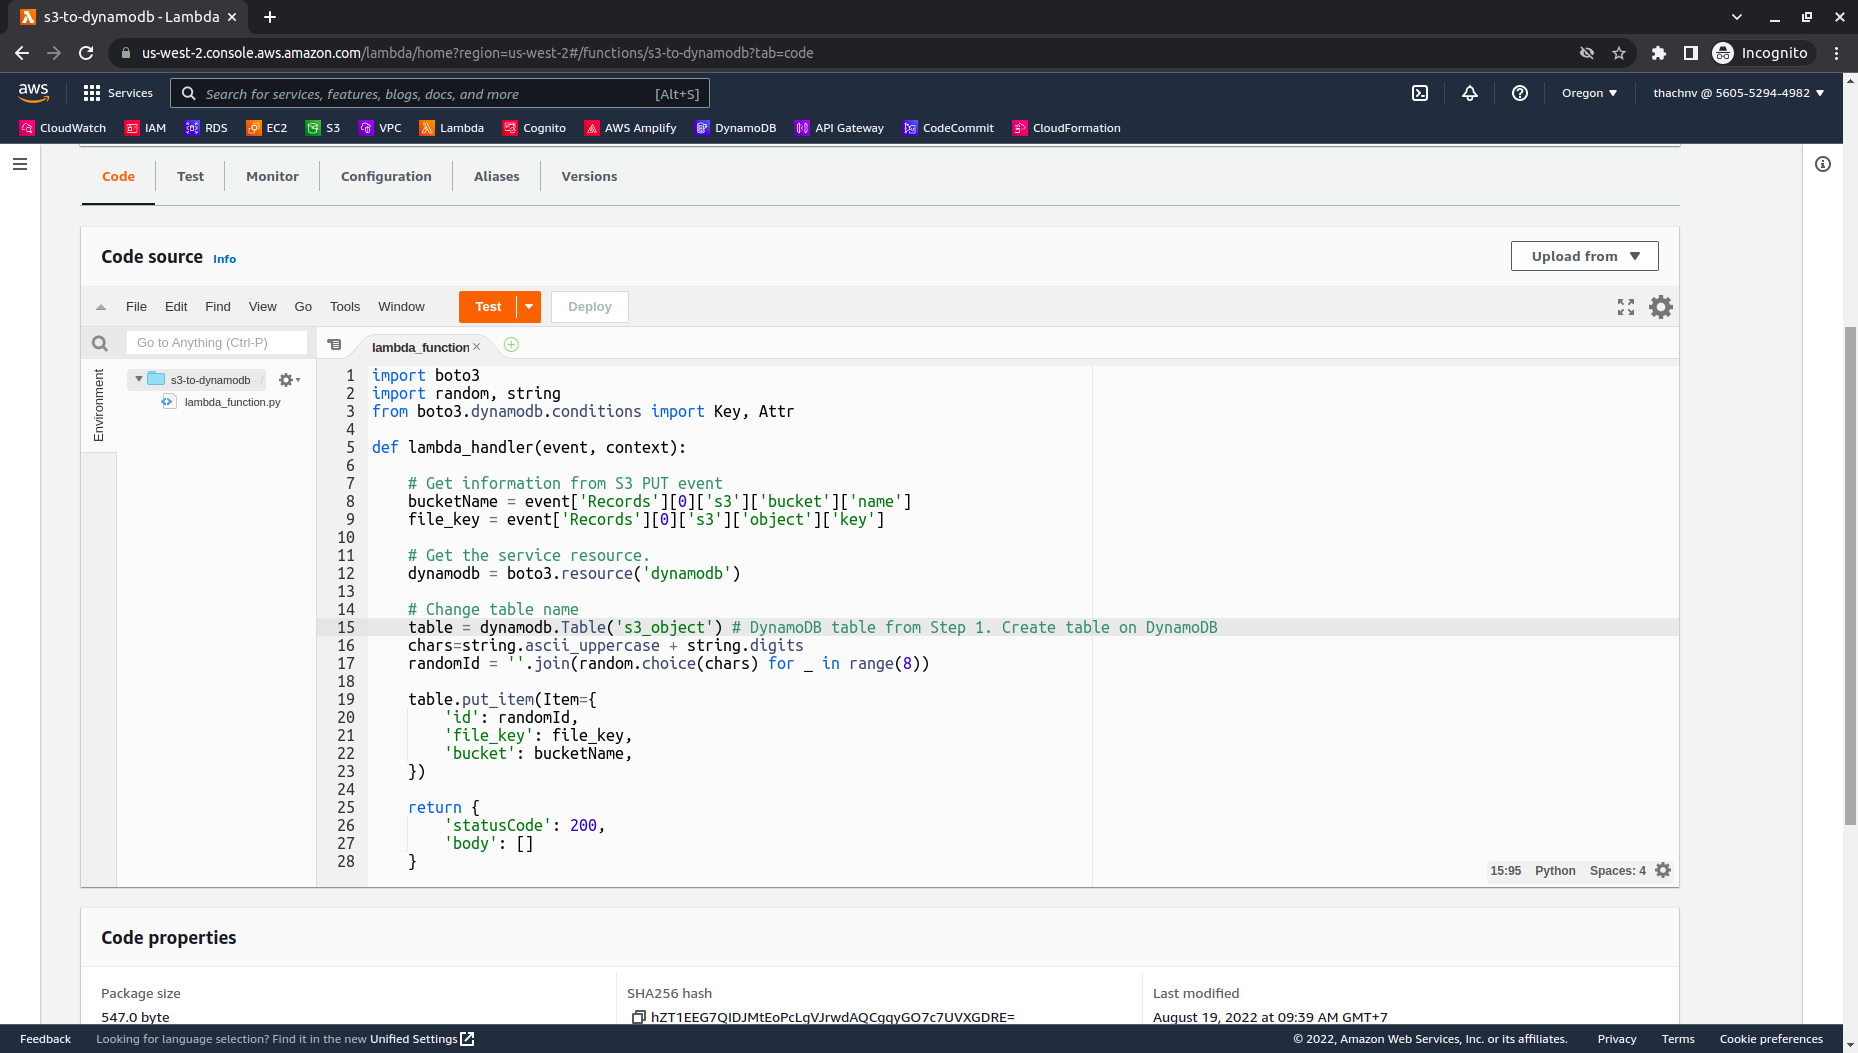 s3-to-dynamodb - Lambda
us-west-2.console.aws.amazon.com/lambda/home?region=us-west-2#/functions/s3-to-dynamodb?tab=code
Incognito
aws
Services
Search for services, features, blogs, docs, and more
[Alt+S]
Oregon
thachnv @ 5605-5294-4982
CloudWatch
IAM
RDS
EC2
S3
VPC
Lambda
Cognito
AWS Amplify
DynamoDB
API Gateway
CodeCommit
CloudFormation
Code
Test
Monitor
Configuration
Aliases
Versions
Code source
Info
Upload from
File
Edit
Find
View
Go
Tools
Window
Test
Deploy
Go to Anything (Ctrl-P)
lambda_function
Environment
s3-to-dynamodb - /
lambda_function.py
1 import boto3
2 import random, string
3 from boto3.dynamodb.conditions import Key, Attr
4
5 def lambda_handler(event, context):
6
7 # Get information from S3 PUT event
8 bucketName = event['Records'][0]['s3']['bucket']['name']
9 file_key = event['Records'][0]['s3']['object']['key']
10
11 # Get the service resource.
12 dynamodb = boto3.resource('dynamodb')
13
14 # Change table name
15 table = dynamodb.Table('s3_object') # DynamoDB table from Step 1. Create table on DynamoDB
16 chars=string.ascii_uppercase + string.digits
17 randomId = ''.join(random.choice(chars) for _ in range(8))
18
19 table.put_item(Item={
20 'id': randomId,
21 'file_key': file_key,
22 'bucket': bucketName,
23 })
24
25 return {
26 'statusCode': 200,
27 'body': []
28 }
15:95
Python
Spaces: 4
Code properties
Package size
547.0 byte
SHA256 hash
hZT1EEG7QIDJMtEoPcLgVJrwdAQCgqyGO7c7UVXGDRE=
Last modified
August 19, 2022 at 09:39 AM GMT+7
Feedback
Looking for language selection? Find it in the new Unified Settings
© 2022, Amazon Web Services, Inc. or its affiliates.
Privacy
Terms
Cookie preferences